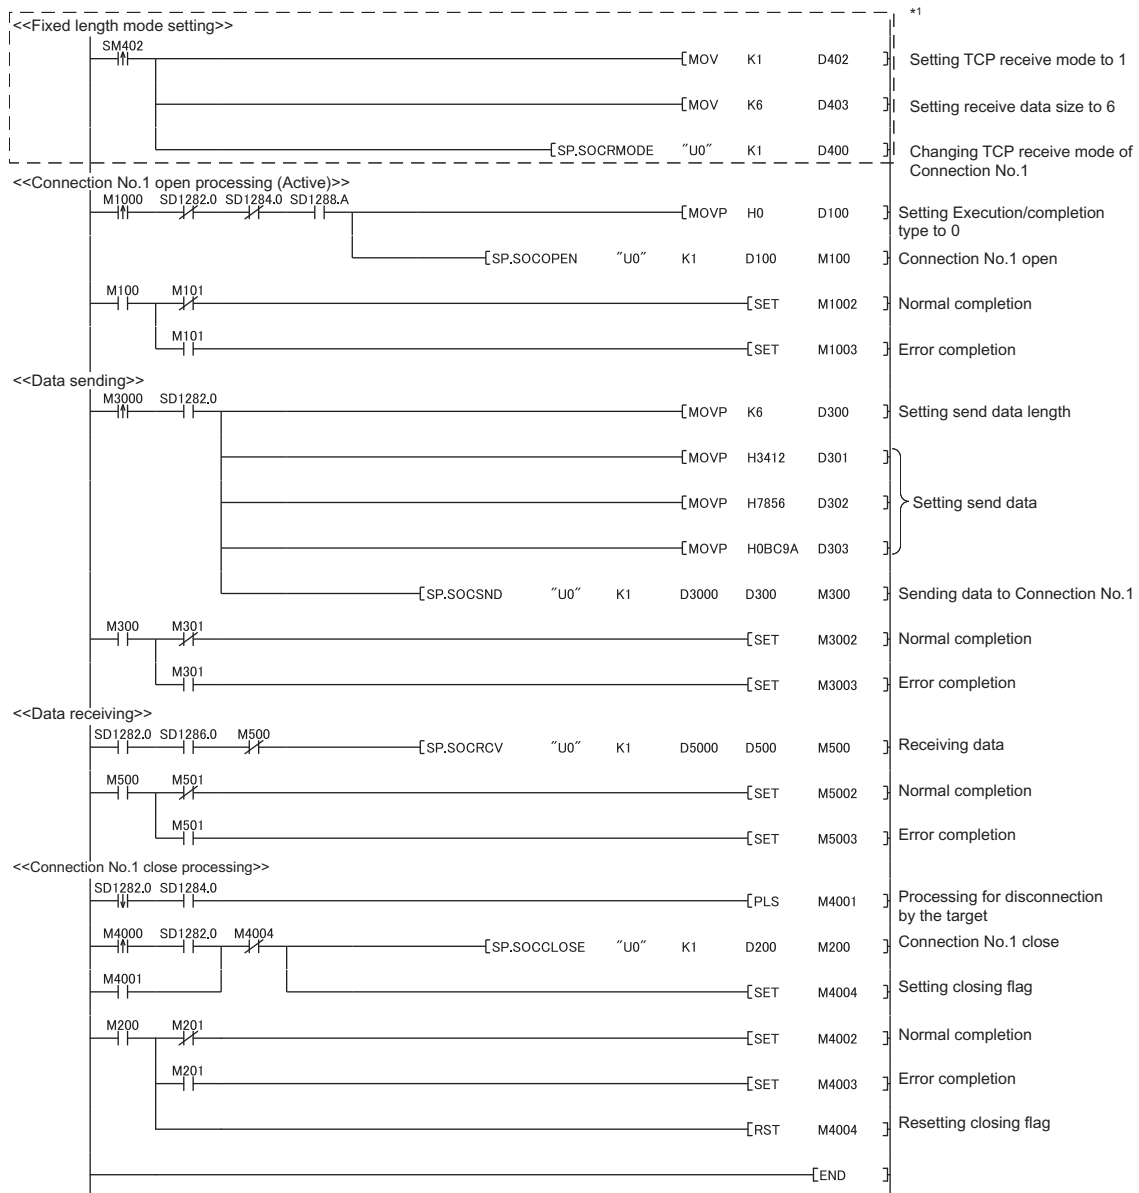 *1
<<Fixed length mode setting>>
SM402
MOV K1 D402 Setting TCP receive mode to 1
MOV K6 D403 Setting receive data size to 6
SP.SOCRMODE "U0" K1 D400 Changing TCP receive mode of
Connection No.1
<<Connection No.1 open processing (Active)>>
M1000 SD1282.0 SD1284.0 SD1288.A
MOVP H0 D100 Setting Execution/completion
type to 0
SP.SOCOPEN "U0" K1 D100 M100 Connection No.1 open
M100 M101
SET M1002 Normal completion
M101
SET M1003 Error completion
<<Data sending>>
M3000 SD1282.0
MOVP K6 D300 Setting send data length
MOVP H3412 D301
MOVP H7856 D302 Setting send data
MOVP H0BC9A D303
SP.SOCSND "U0" K1 D3000 D300 M300 Sending data to Connection No.1
M300 M301
SET M3002 Normal completion
M301
SET M3003 Error completion
<<Data receiving>>
SD1282.0 SD1286.0 M500
SP.SOCRCV "U0" K1 D5000 D500 M500 Receiving data
M500 M501
SET M5002 Normal completion
M501
SET M5003 Error completion
<<Connection No.1 close processing>>
SD1282.0 SD1284.0
PLS M4001 Processing for disconnection
by the target
M4000 SD1282.0 M4004
SP.SOCCLOSE "U0" K1 D200 M200 Connection No.1 close
M4001
SET M4004 Setting closing flag
M200 M201
SET M4002 Normal completion
M201
SET M4003 Error completion
RST M4004 Resetting closing flag
END